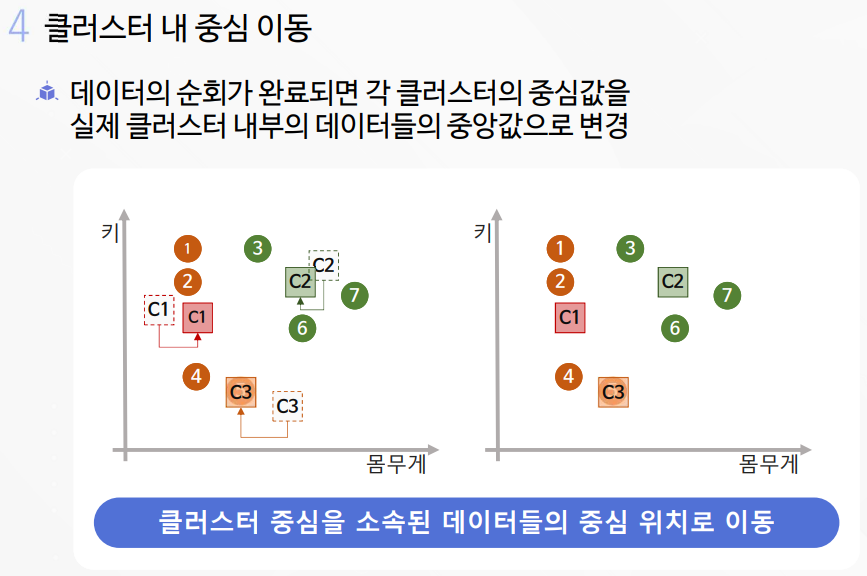 4 클러스터 내 중심 이동
데이터의 순회가 완료되면 각 클러스터의 중심값을
실제 클러스터 내부의 데이터들의 중앙값으로 변경
키
1
3
C2
C2
2
7
C1
C1
6
4
C3
C3
몸무게
키
1
3
2
C2
7
C1
6
4
C3
몸무게
클러스터 중심을 소속된 데이터들의 중심 위치로 이동